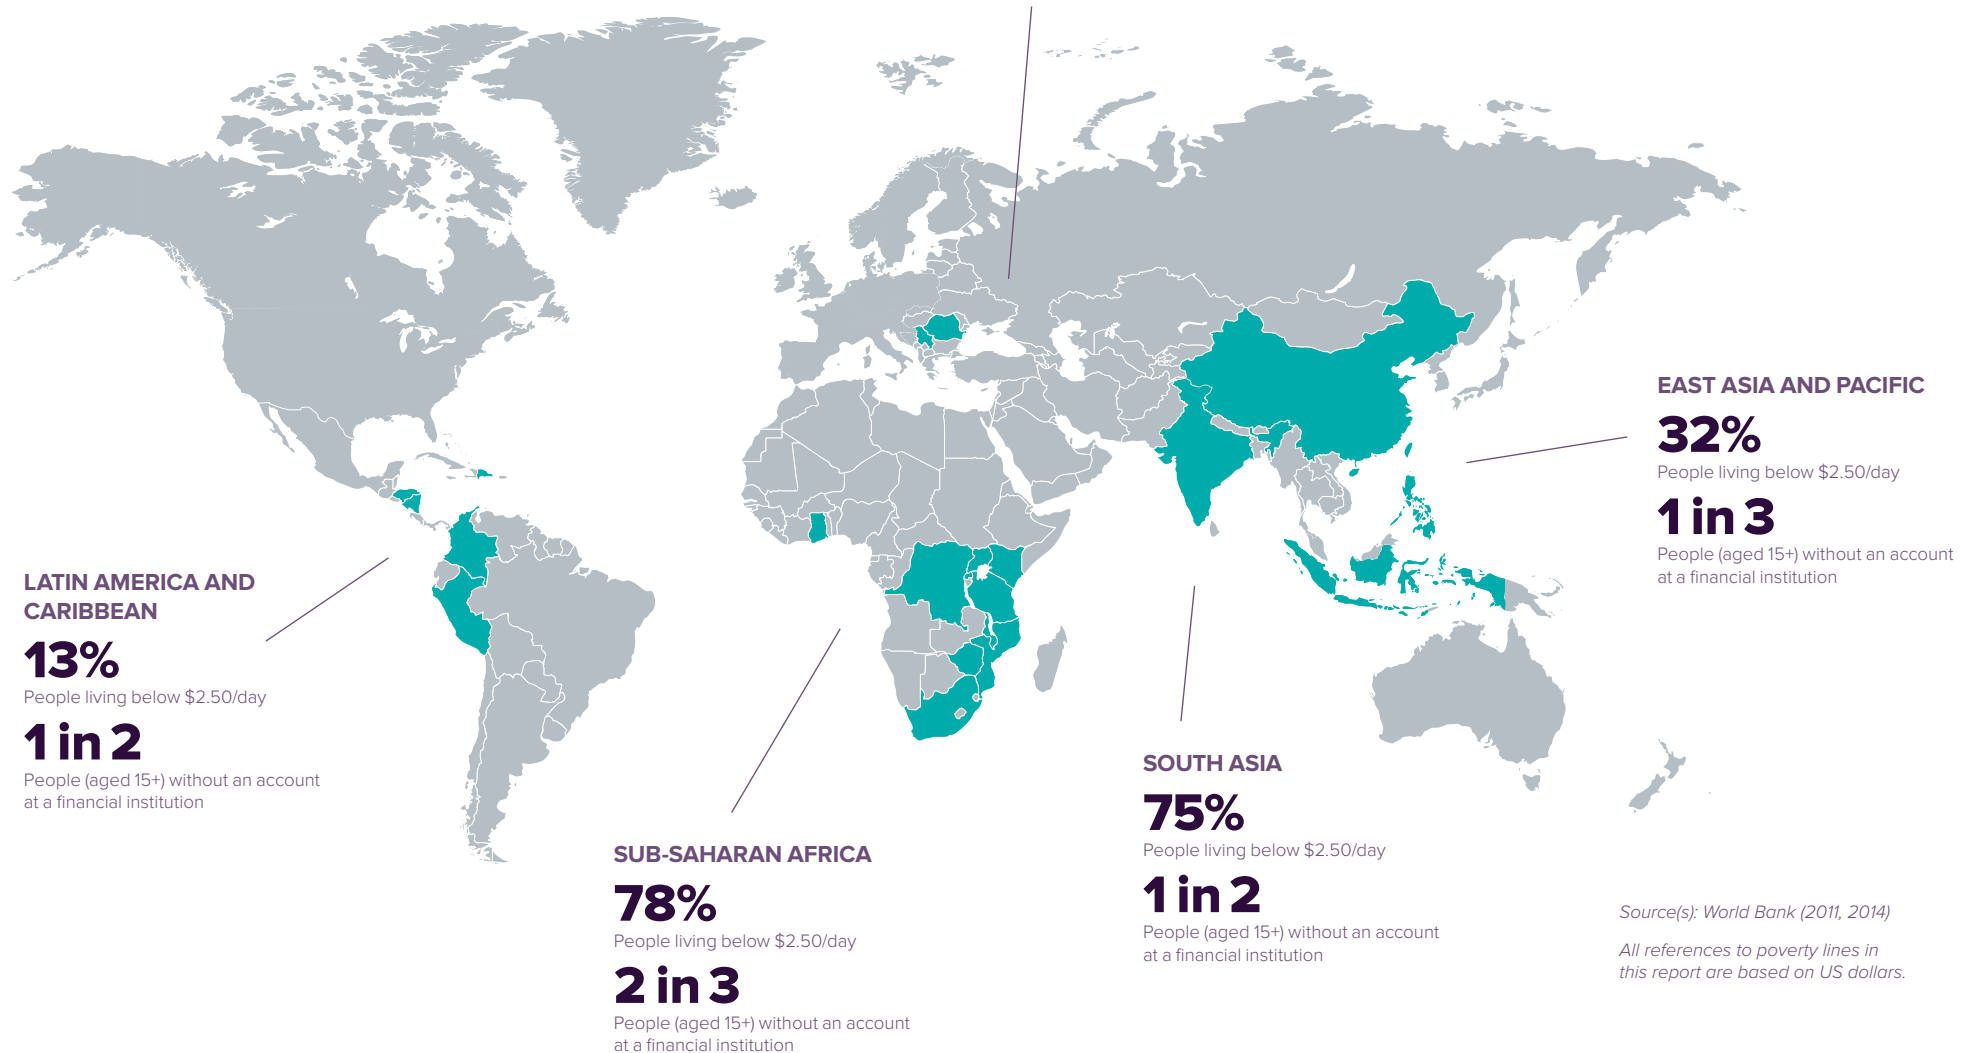 EAST ASIA AND PACIFIC
32%
People living below $2.50/day
1 in 3
People (aged 15+) without an account
at a financial institution
LATIN AMERICA AND
CARIBBEAN
13%
People living below $2.50/day
1 in 2
People (aged 15+) without an account
at a financial institution
SUB-SAHARAN AFRICA
78%
People living below $2.50/day
2 in 3
People (aged 15+) without an account
at a financial institution
SOUTH ASIA
75%
People living below $2.50/day
1 in 2
People (aged 15+) without an account
at a financial institution
Source(s): World Bank (2011, 2014)
All references to poverty lines in
this report are based on US dollars.